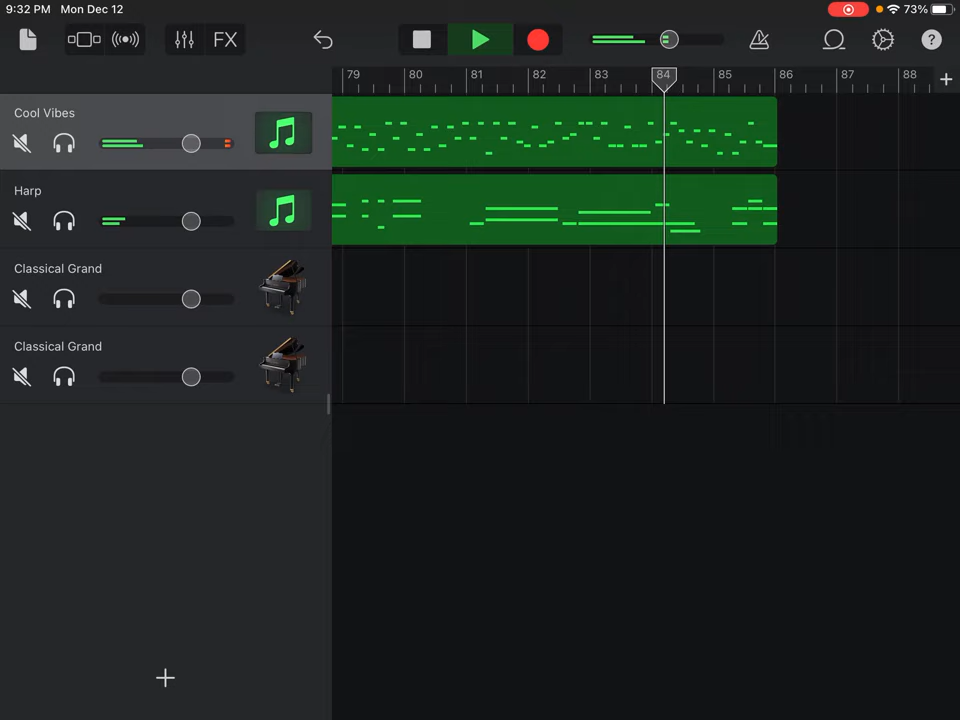 9:32 PM Mon Dec 12 73%
FX ?
79 80 81 82 83 84 85 86 87 88 +
Cool Vibes
Harp
Classical Grand
Classical Grand
+